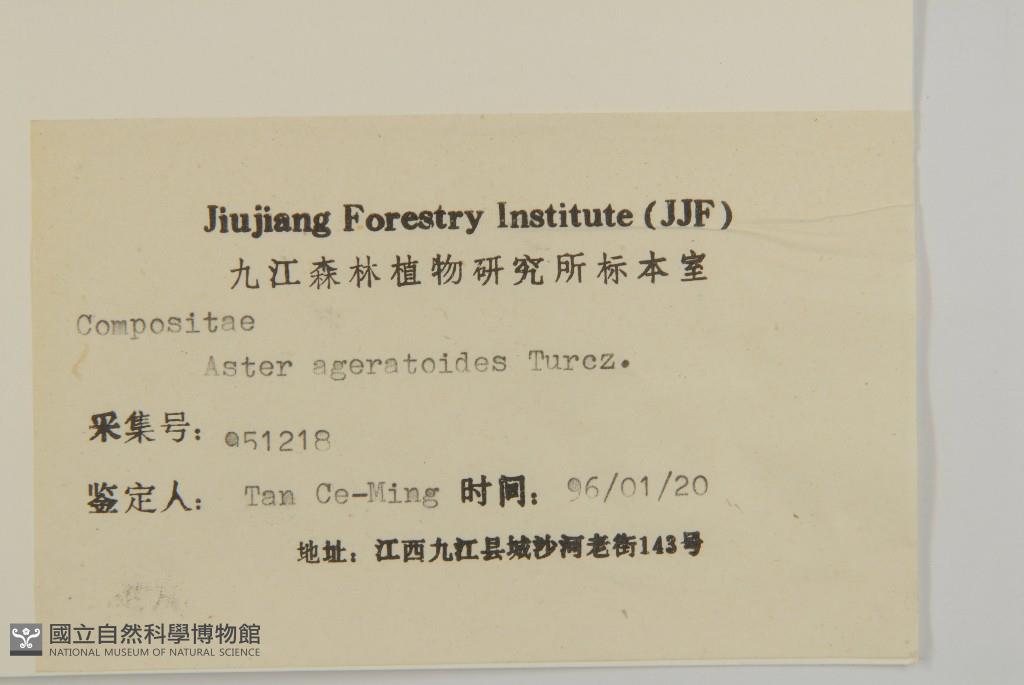 Jiujiang Forestry Institute (JJF)
九江森林植物研究所标本室
Compositae
Aster ageratoides Turcz.
采集号: 951218
鉴定人: Tan Ce-Ming 时间: 96/01/20
地址: 江西九江县城沙河老街143号
國立自然科學博物館
NATIONAL MUSEUM OF NATURAL SCIENCE